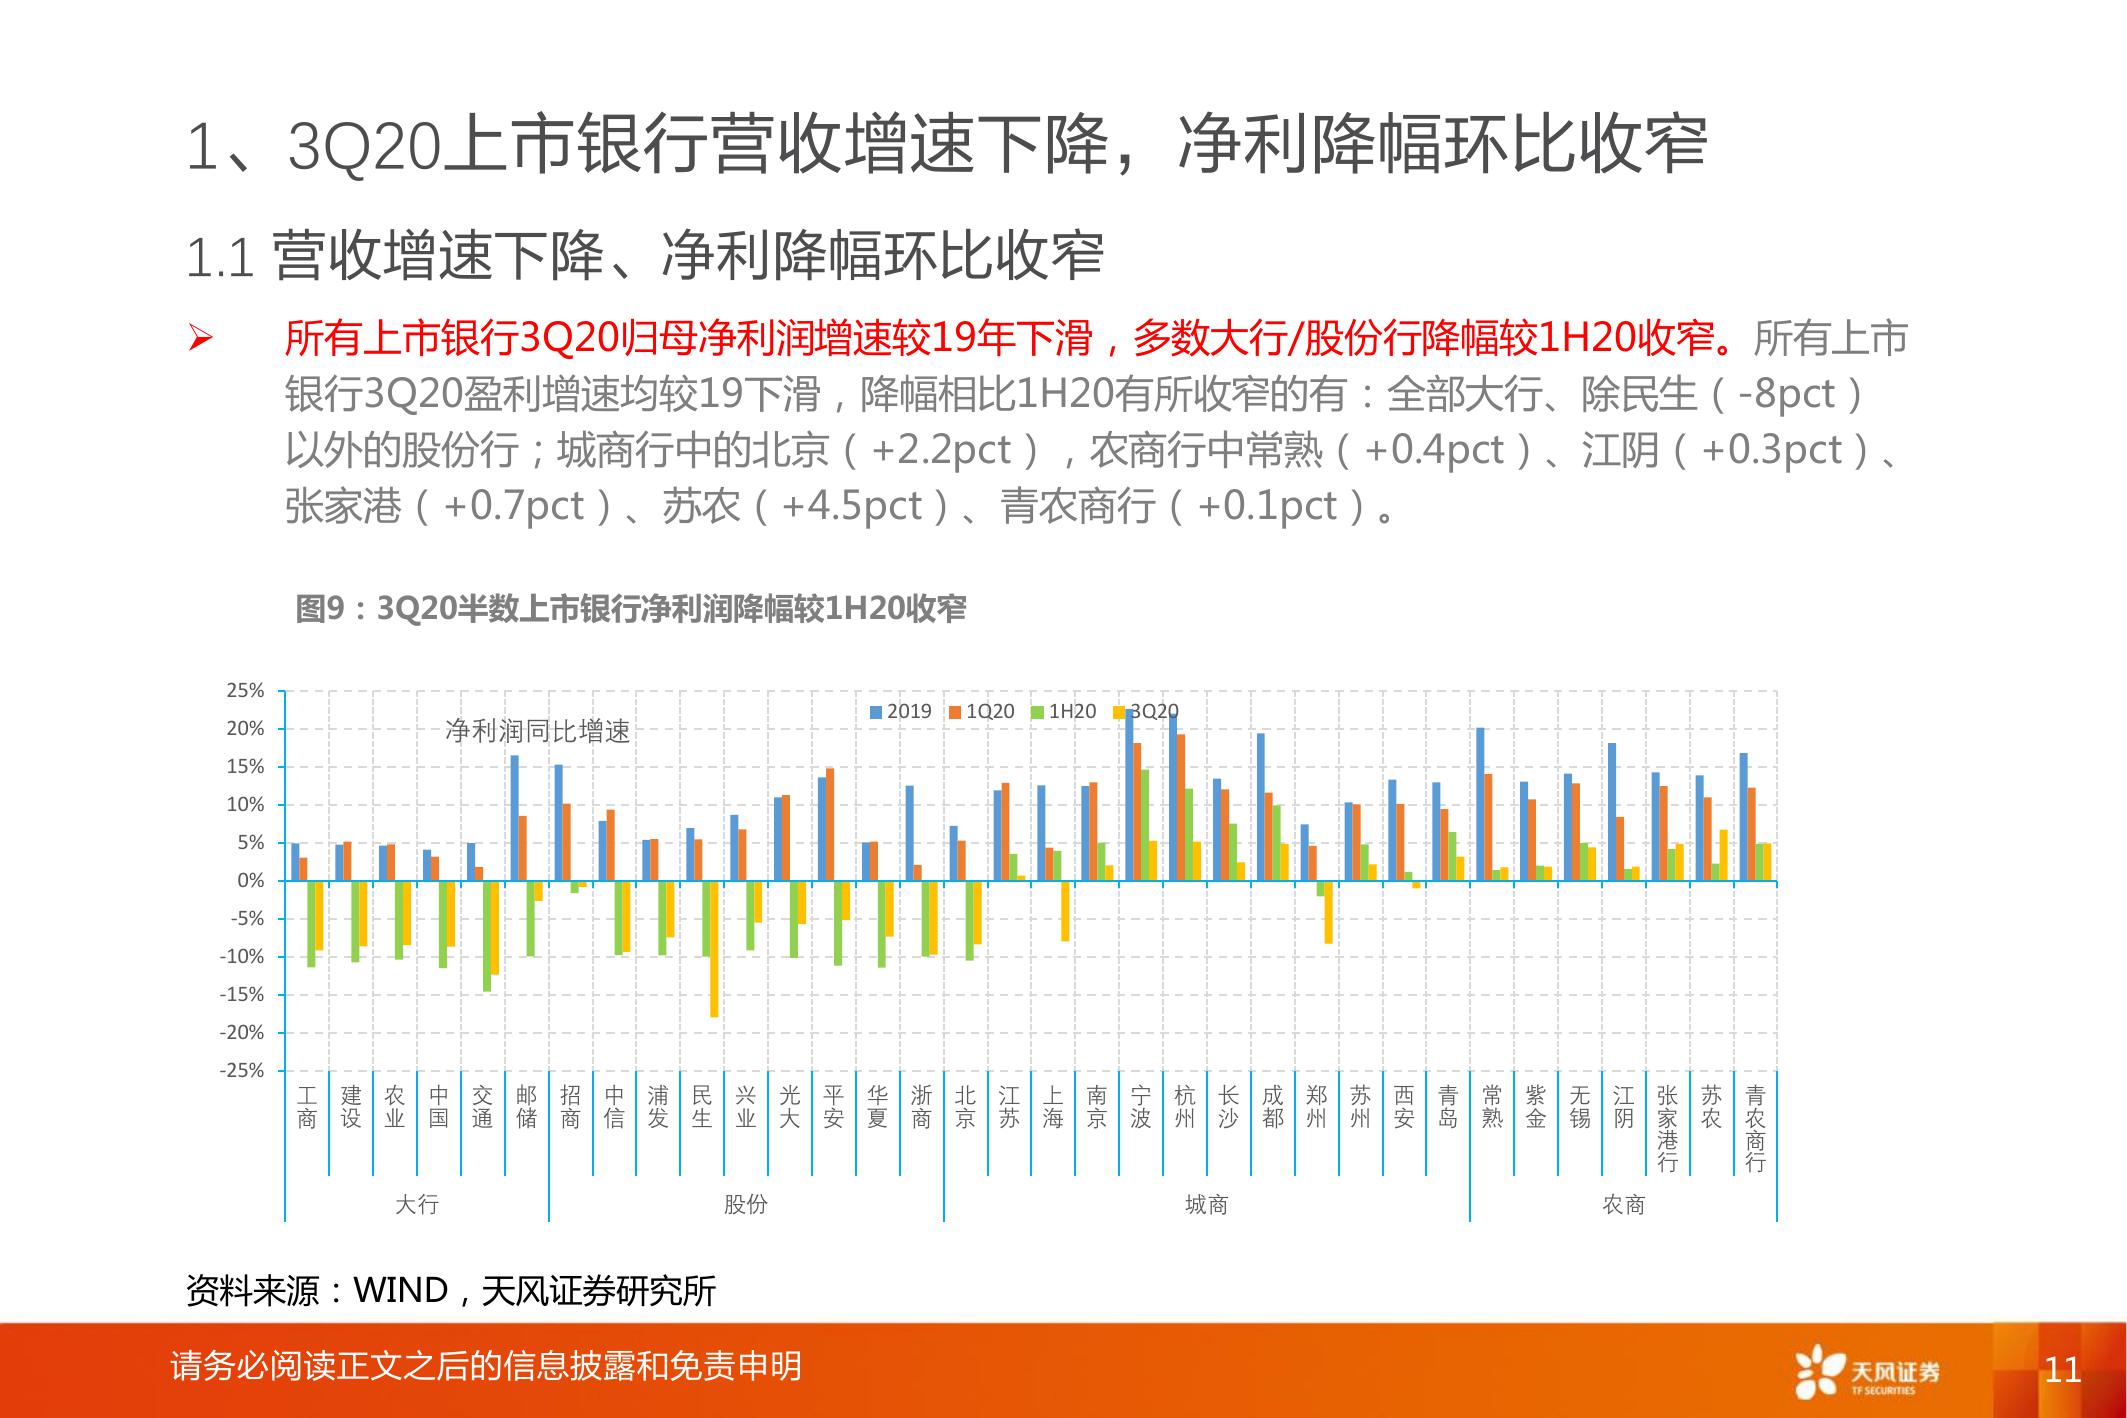 1、3Q20上市银行营收增速下降，净利降幅环比收窄
1.1 营收增速下降、净利降幅环比收窄
所有上市银行3Q20归母净利润增速较19年下滑，多数大行/股份行降幅较1H20收窄。所有上市
银行3Q20盈利增速均较19下滑，降幅相比1H20有所收窄的有：全部大行、除民生（-8pct）
以外的股份行；城商行中的北京（+2.2pct），农商行中常熟（+0.4pct）、江阴（+0.3pct）、
张家港（+0.7pct）、苏农（+4.5pct）、青农商行（+0.1pct）。
图9：3Q20半数上市银行净利润降幅较1H20收窄
净利润同比增速
2019 1Q20 1H20 3Q20
25%
20%
15%
10%
5%
0%
-5%
-10%
-15%
-20%
-25%
工商 建设 农业 中国 交通 邮储 招商 中信 浦发 民生 兴业 光大 平安 华夏 浙商 北京 江苏 上海 南京 宁波 杭州 长沙 成都 郑州 苏州 西安 青岛 常熟 紫金 无锡 江阴 张家港行 苏农 青农商行
大行 股份 城商 农商
资料来源：WIND，天风证券研究所
请务必阅读正文之后的信息披露和免责申明
天风证券
TF SECURITIES
11